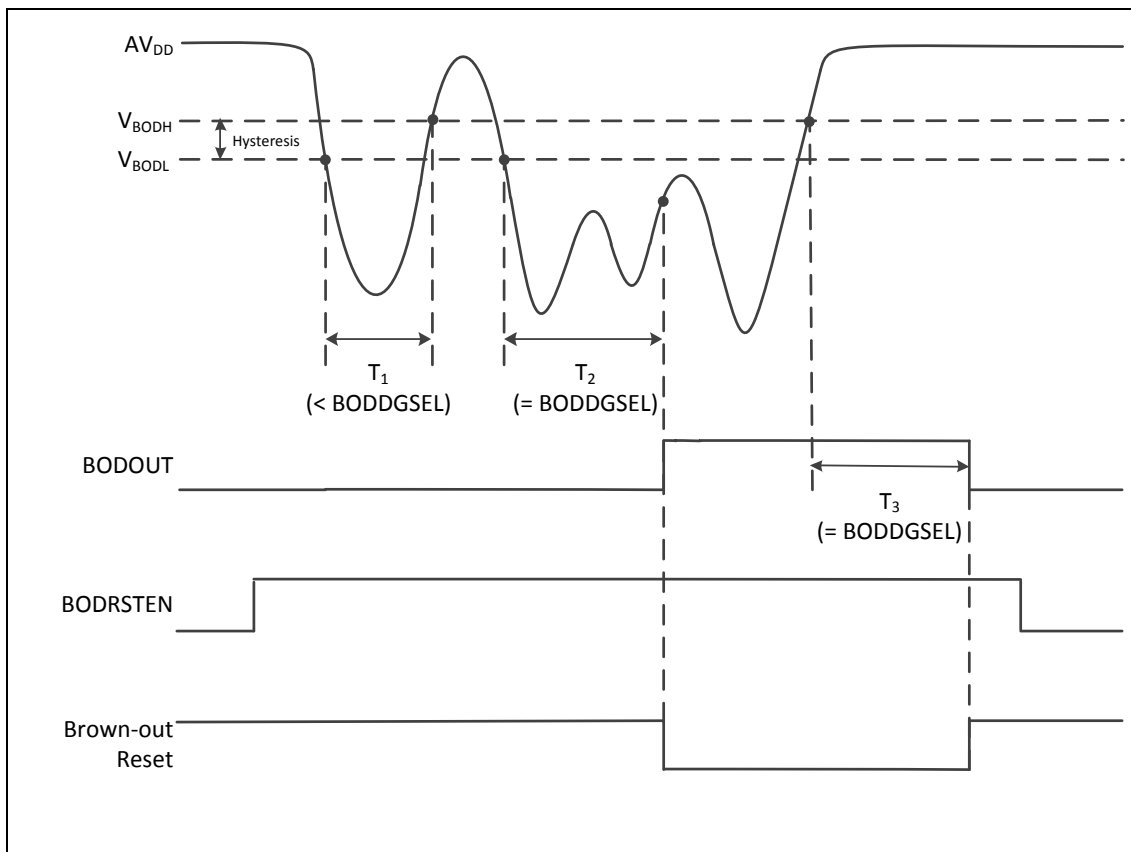 AVDD
VBODH
Hysteresis
VBODL
T1
(< BODDGSEL)
T2
(= BODDGSEL)
BODOUT
T3
(= BODDGSEL)
BODRSTEN
Brown-out
Reset